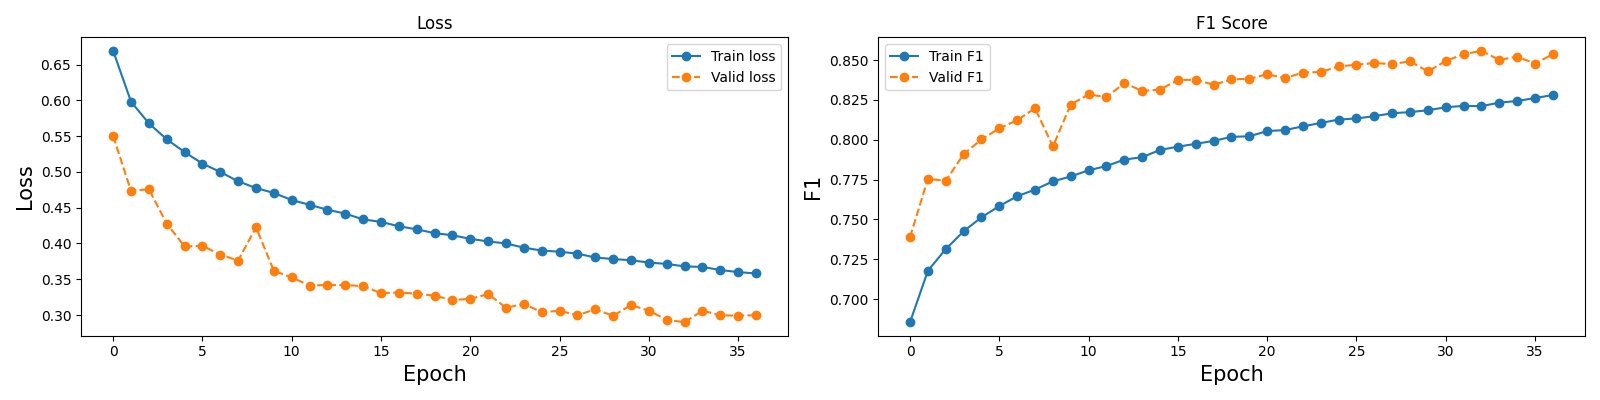 Loss
Train loss
Valid loss
0.65
0.60
0.55
0.50
0.45
0.40
0.35
0.30
Loss
0 5 10 15 20 25 30 35
Epoch
F1 Score
Train F1
Valid F1
0.850
0.825
0.800
0.775
0.750
0.725
0.700
F1
0 5 10 15 20 25 30 35
Epoch